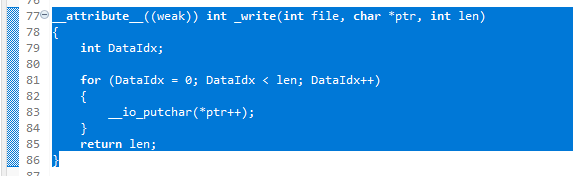 77 __attribute__((weak)) int _write(int file, char *ptr, int len)
78 {
79     int DataIdx;
80
81     for (DataIdx = 0; DataIdx < len; DataIdx++)
82     {
83         __io_putchar(*ptr++);
84     }
85     return len;
86 }
87